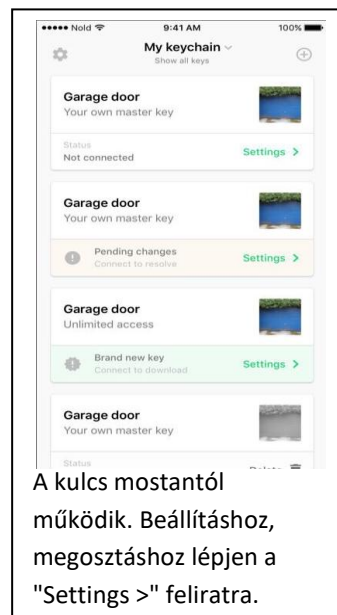 Nold 9:41 AM 100%
My keychain
Show all keys
Garage door
Your own master key
Status
Not connected
Settings >
Garage door
Your own master key
Pending changes
Connect to resolve
Settings >
Garage door
Unlimited access
Brand new key
Connect to download
Settings >
Garage door
Your own master key
Status
Delete
A kulcs mostantól
működik. Beállításhoz,
megosztáshoz lépjen a
"Settings >" feliratra.